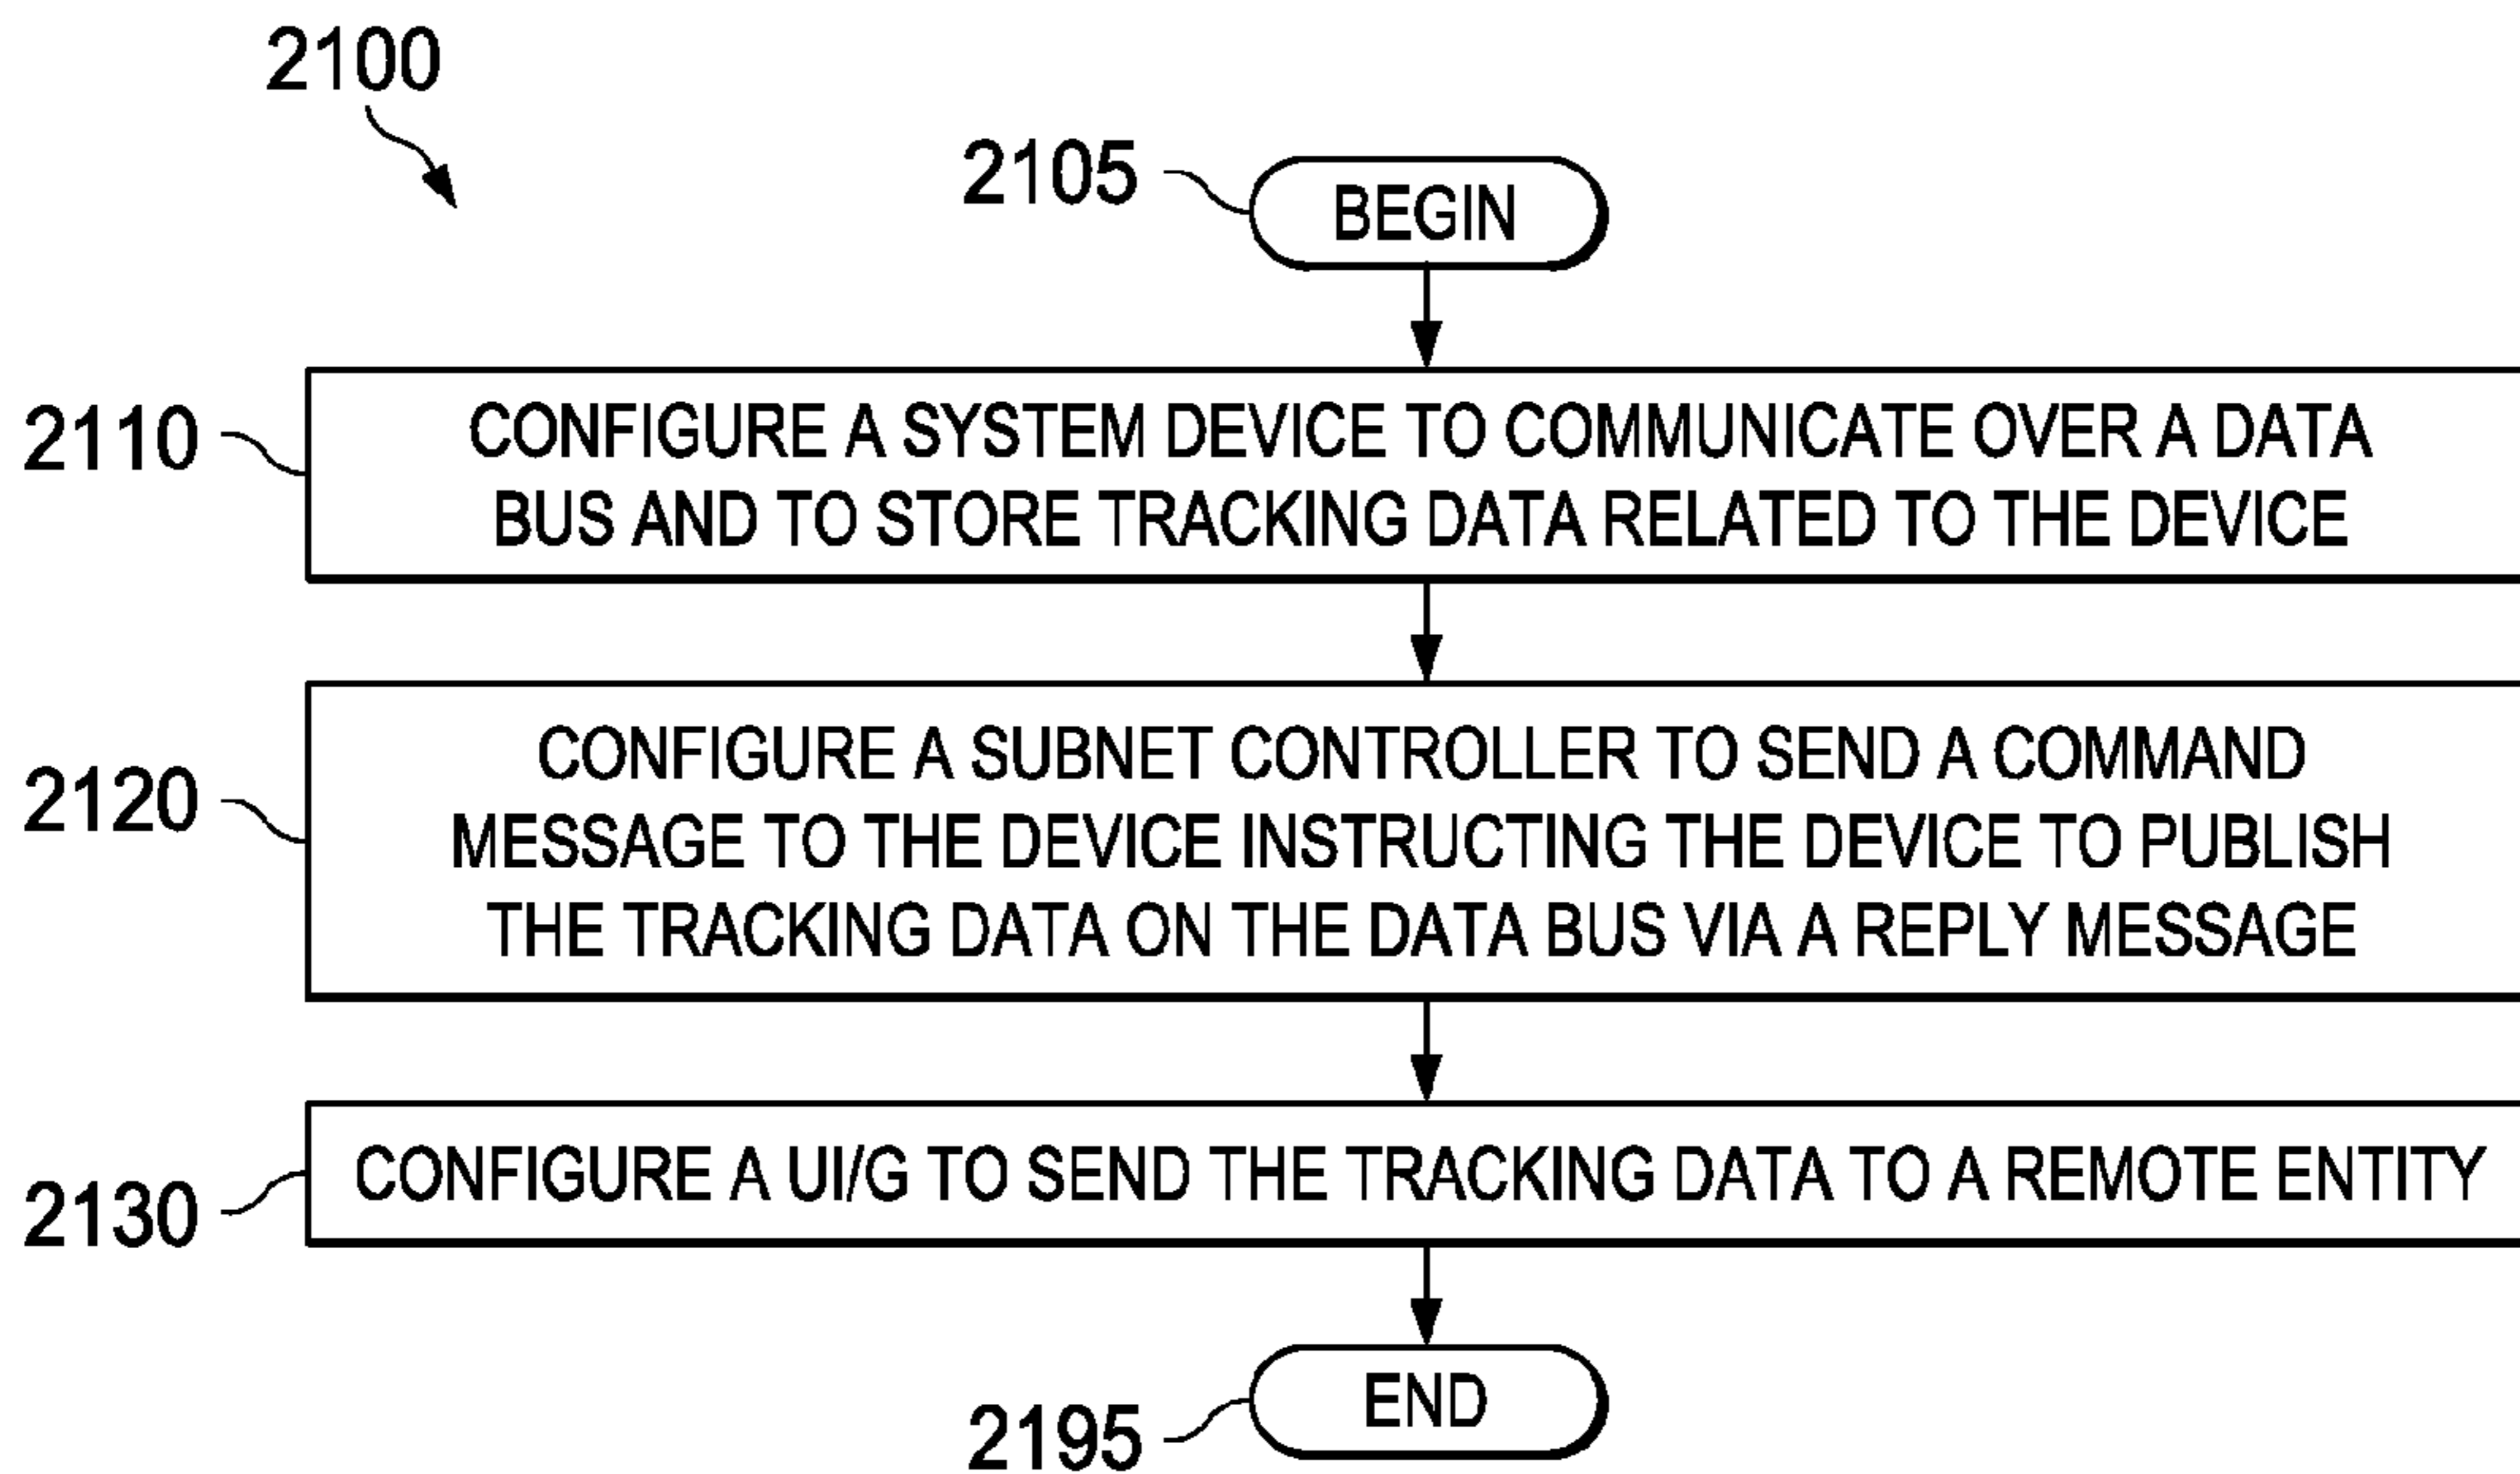 2100
2105
BEGIN
2110
CONFIGURE A SYSTEM DEVICE TO COMMUNICATE OVER A DATA
BUS AND TO STORE TRACKING DATA RELATED TO THE DEVICE
2120
CONFIGURE A SUBNET CONTROLLER TO SEND A COMMAND
MESSAGE TO THE DEVICE INSTRUCTING THE DEVICE TO PUBLISH
THE TRACKING DATA ON THE DATA BUS VIA A REPLY MESSAGE
2130
CONFIGURE A UI/G TO SEND THE TRACKING DATA TO A REMOTE ENTITY
2195
END